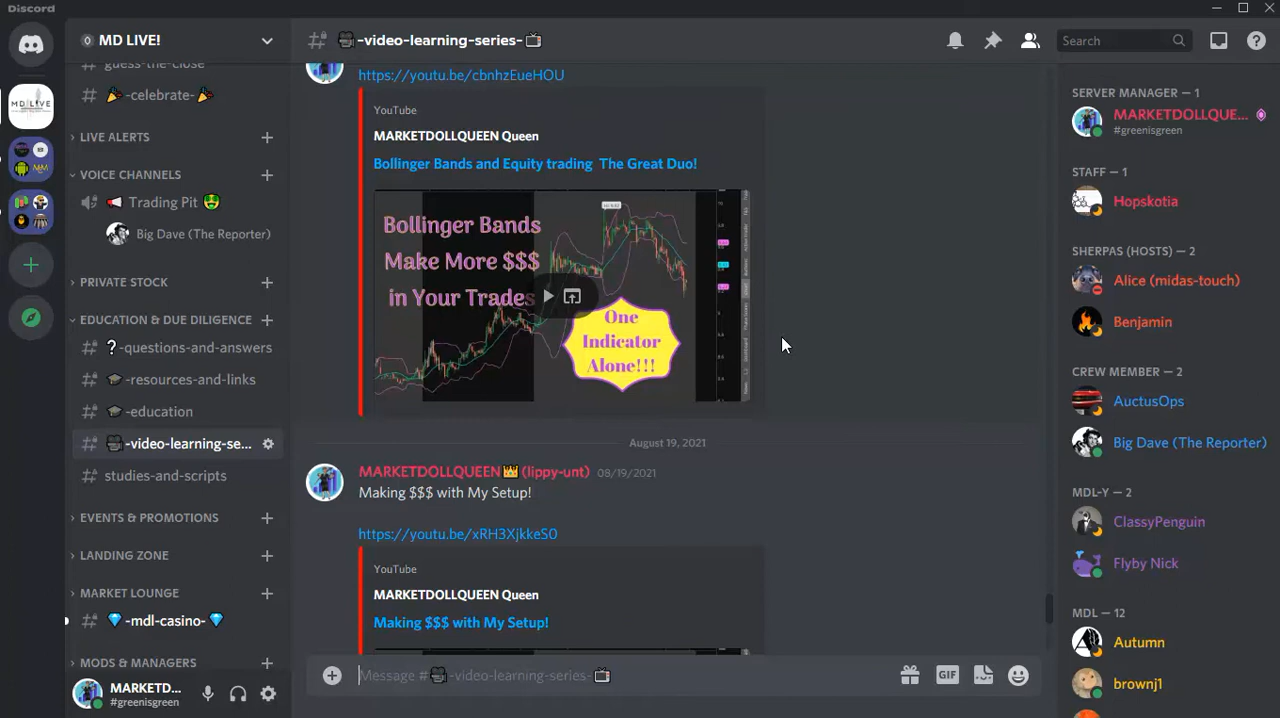 Discord
MD LIVE!
guess-the-close
-celebrate-
LIVE ALERTS
VOICE CHANNELS
Trading Pit
Big Dave (The Reporter)
PRIVATE STOCK
EDUCATION & DUE DILIGENCE
?-questions-and-answers
-resources-and-links
-education
-video-learning-se...
studies-and-scripts
EVENTS & PROMOTIONS
LANDING ZONE
MARKET LOUNGE
-mdl-casino-
MODS & MANAGERS
MARKETD...
#greenisgreen
-video-learning-series-
Search
https://youtu.be/cbnhzEueHOU
YouTube
MARKETDOLLQUEEN Queen
Bollinger Bands and Equity trading The Great Duo!
Bollinger Bands
Make More $$$
in Your Trades
One
Indicator
Alone!!!
August 19, 2021
MARKETDOLLQUEEN (lippy-unt) 08/19/2021
Making $$$ with My Setup!
https://youtu.be/xRH3XjkkeS0
YouTube
MARKETDOLLQUEEN Queen
Making $$$ with My Setup!
Message # -video-learning-series-
GIF
SERVER MANAGER — 1
MARKETDOLLQUE...
#greenisgreen
STAFF — 1
Hopskotia
SHERPAS (HOSTS) — 2
Alice (midas-touch)
Benjamin
CREW MEMBER — 2
AuctusOps
Big Dave (The Reporter)
MDL-Y — 2
ClassyPenguin
Flyby Nick
MDL — 12
Autumn
brownj1